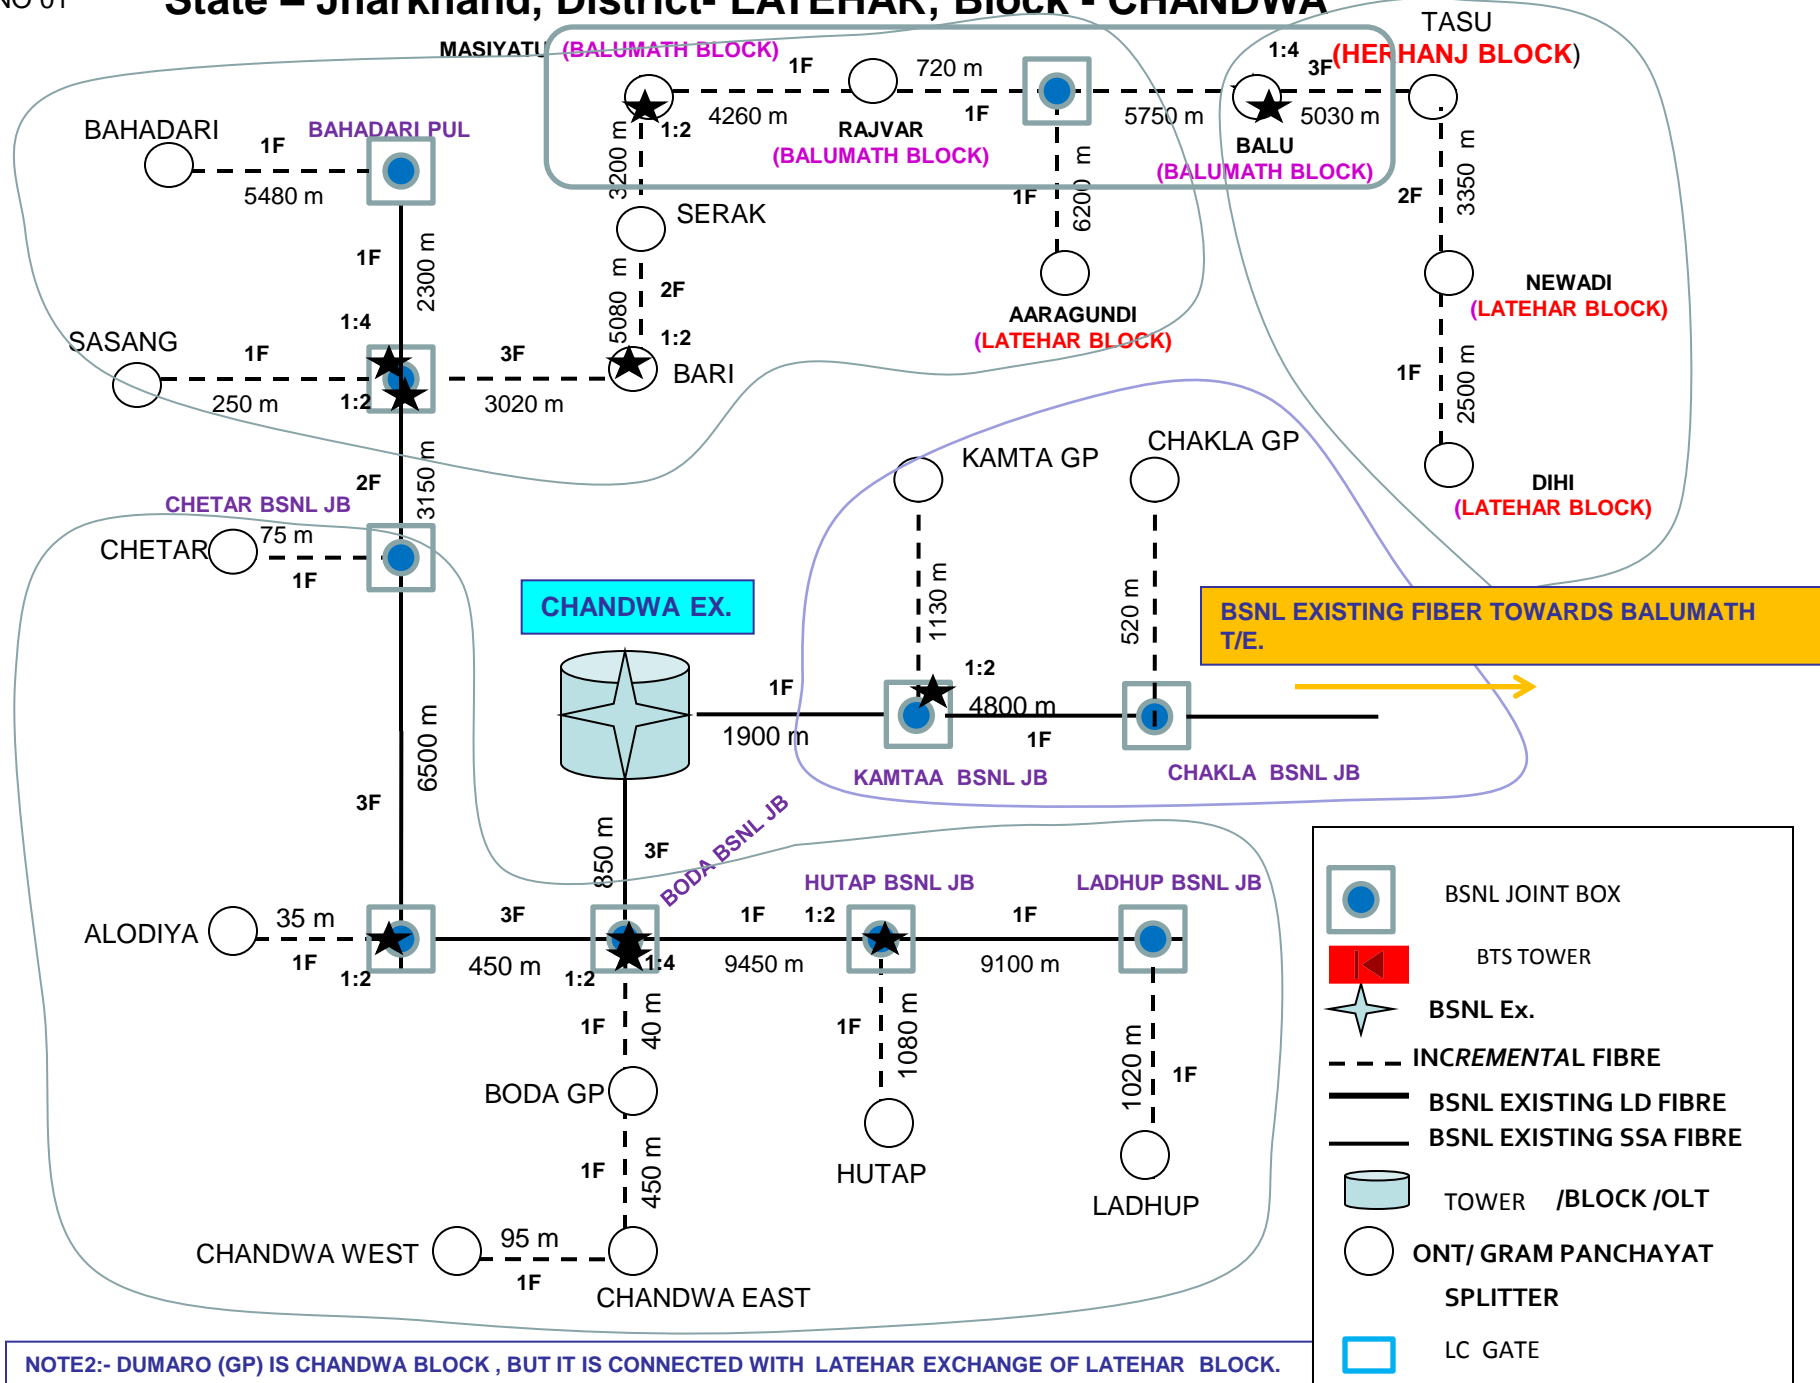 NO 01
State – Jharkhand, District- LATEHAR, Block - CHANDWA
TASU
(HERHANJ BLOCK)
MASIYATU (BALUMATH BLOCK)
1:4
3F
1F
720 m
4260 m
1F
5750 m
5030 m
1:2
RAJVAR
(BALUMATH BLOCK)
BALU
(BALUMATH BLOCK)
BAHADARI
BAHADARI PUL
1F
5480 m
3200 m
SERAK
1F
6200 m
2F
3350 m
1F
2300 m
2F
5080 m
1:2
AARAGUNDI
(LATEHAR BLOCK)
NEWADI
(LATEHAR BLOCK)
1:4
SASANG
1F
250 m
1:2
3F
3020 m
BARI
1F
2500 m
2F
3150 m
KAMTA GP
CHAKLA GP
DIHI
(LATEHAR BLOCK)
CHETAR BSNL JB
CHETAR
75 m
1F
CHANDWA EX.
1130 m
520 m
BSNL EXISTING FIBER TOWARDS BALUMATH
T/E.
1:2
1F
1900 m
4800 m
1F
KAMTAA BSNL JB
CHAKLA BSNL JB
6500 m
3F
850 m
3F
BODA BSNL JB
HUTAP BSNL JB
LADHUP BSNL JB
ALODIYA
35 m
1F
1:2
3F
450 m
1:2
1:4
1F
9450 m
1:2
1F
9100 m
1F
40 m
1F
1080 m
1020 m
1F
BODA GP
1F
450 m
HUTAP
LADHUP
CHANDWA WEST
95 m
1F
CHANDWA EAST
BSNL JOINT BOX
BTS TOWER
BSNL Ex.
INCREMENTAL FIBRE
BSNL EXISTING LD FIBRE
BSNL EXISTING SSA FIBRE
TOWER /BLOCK /OLT
ONT/ GRAM PANCHAYAT
SPLITTER
LC GATE
NOTE2:- DUMARO (GP) IS CHANDWA BLOCK , BUT IT IS CONNECTED WITH LATEHAR EXCHANGE OF LATEHAR BLOCK.